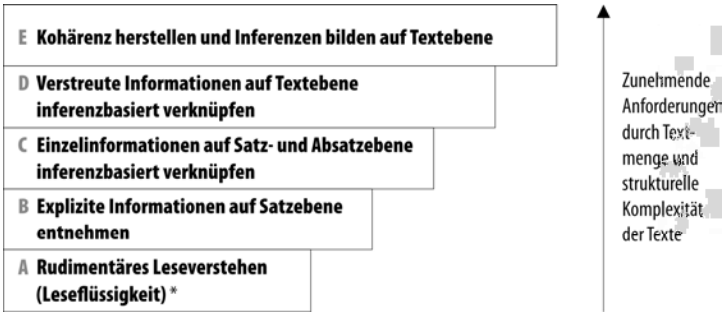 E Kohärenz herstellen und Inferenzen bilden auf Textebene
D Verstreute Informationen auf Textebene
inferenzbasiert verknüpfen
C Einzelinformationen auf Satz- und Absatzebene
inferenzbasiert verknüpfen
B Explizite Informationen auf Satzebene
entnehmen
A Rudimentäres Leseverstehen
(Leseflüssigkeit) *
Zunehmende
Anforderungen
durch Text-
menge und
strukturelle
Komplexität
der Texte